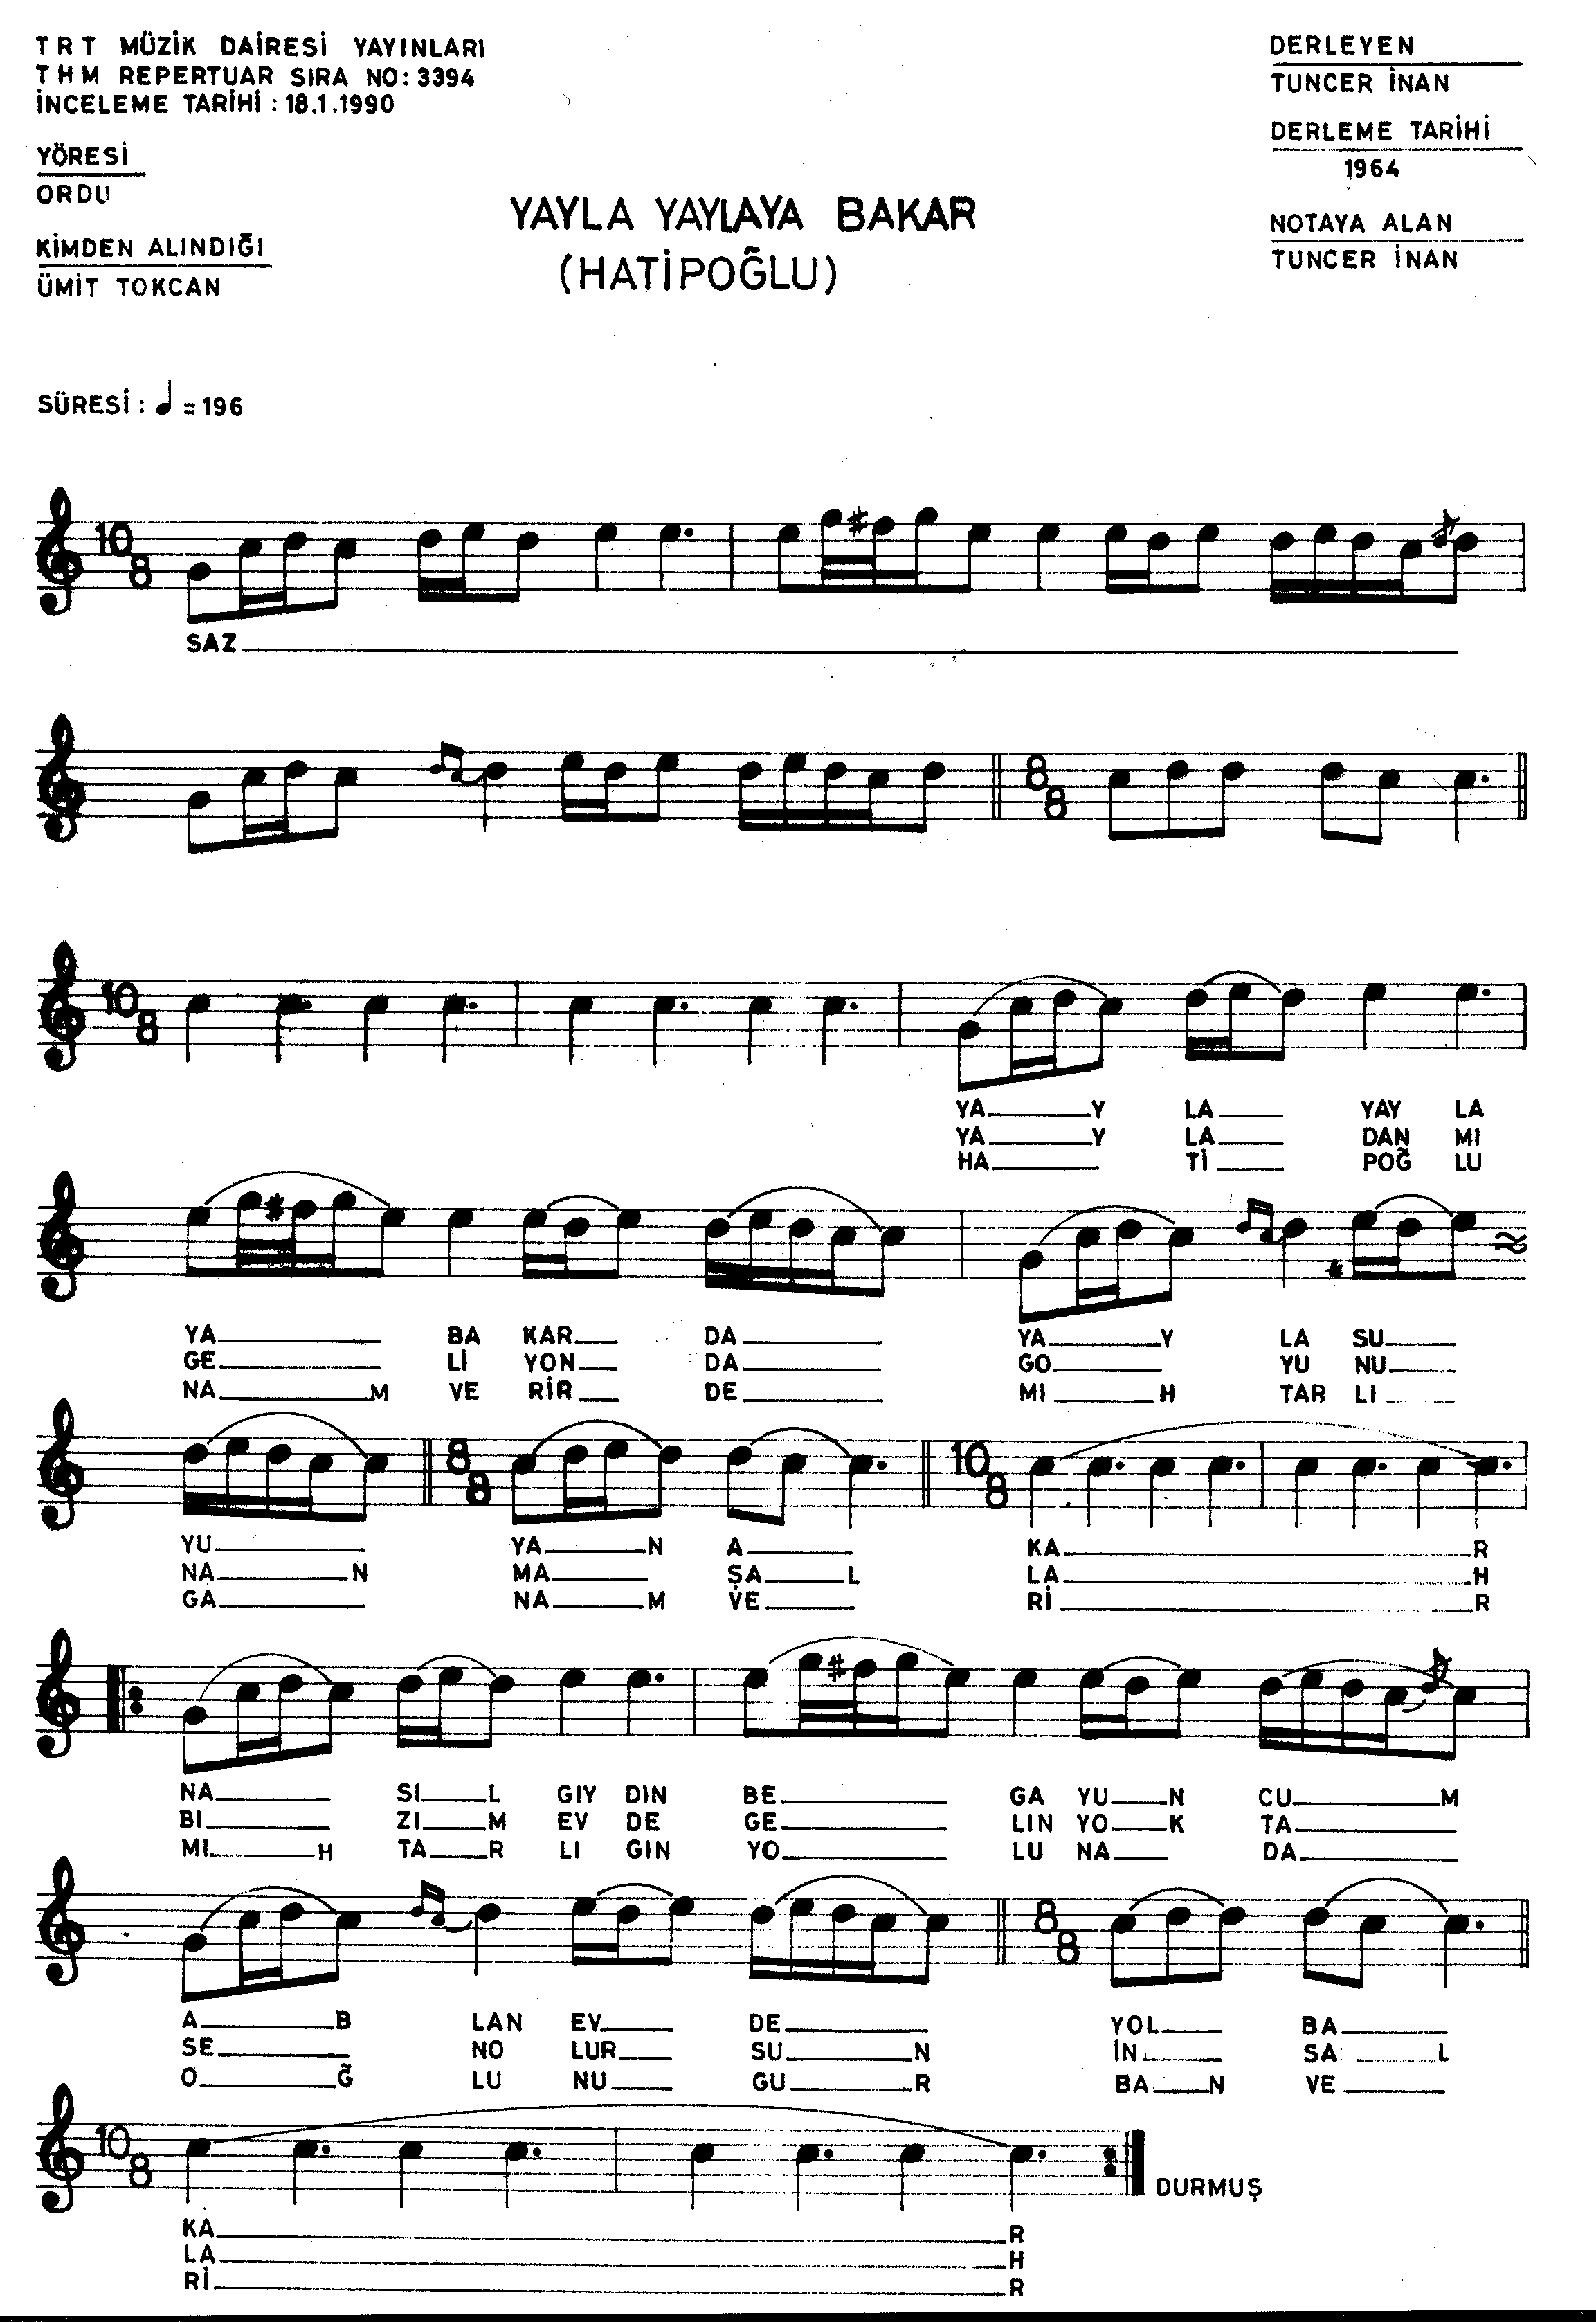 TRT MÜZİK DAİRESİ YAYINLARI
THM REPERTUAR SIRA NO: 3394
İNCELEME TARİHİ : 18.1.1990
YÖRESİ
ORDU
KİMDEN ALINDIĞI
ÜMİT TOKCAN
DERLEYEN
TUNCER İNAN
DERLEME TARİHİ
1964
NOTAYA ALAN
TUNCER İNAN
YAYLA YAYLAYA BAKAR
(HATİPOĞLU)
SÜRESİ : ♩ = 196
10 8
SAZ
8 8
10 8
YA Y LA YAY LA
YA Y LA DAN MI
HA Tİ POĞ LU
YA BA KAR DA YA Y LA SU
GE Lİ YON DA GO YU NU
NA M VE RİR DE MI H TAR LI
8 8 10 8
YU YA N A KA R
NA N MA ŞA L LA H
GA NA M VE Rİ R
NA SI L GIY DIN BE GA YU N CU M
BI ZI M EV DE GE LIN YO K TA
MI H TA R LI GIN YO LU NA DA
8 8
A B LAN EV DE YOL BA
SE NO LUR SU N İN SA L
O Ğ LU NU GU R BA N VE
10 8
DURMUŞ
KA R
LA H
Rİ R